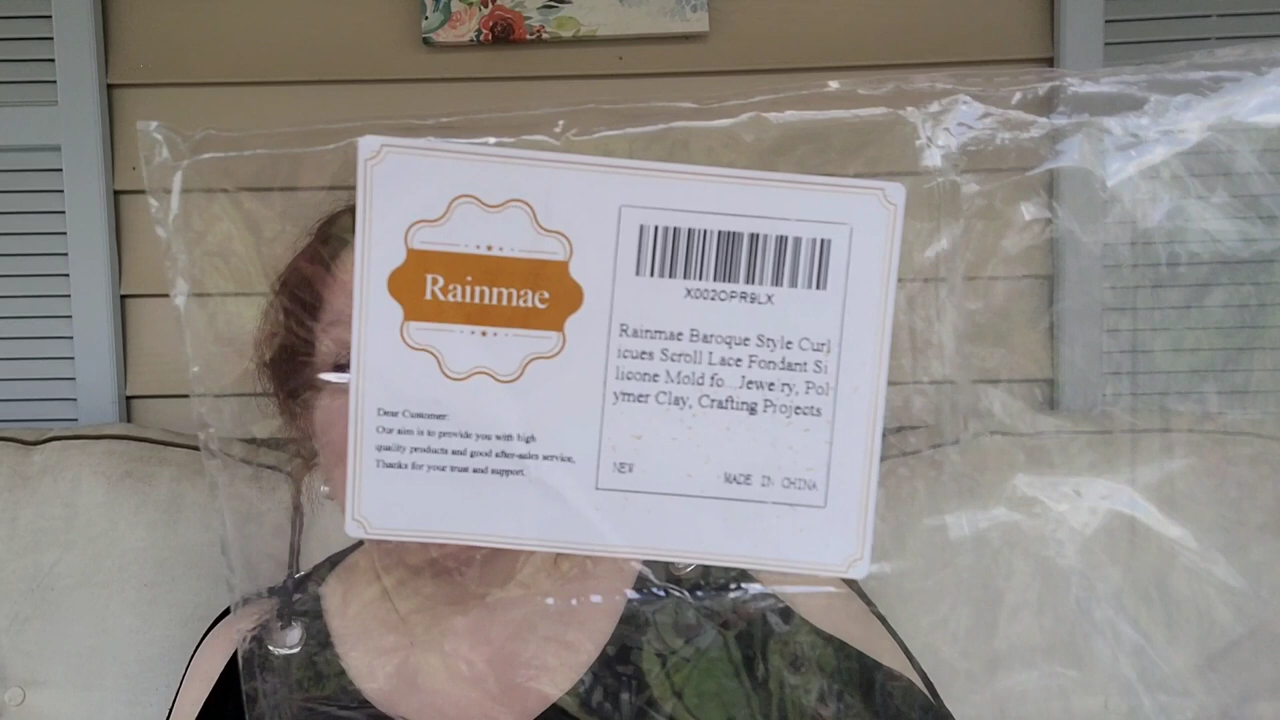 Rainmae
Dear Customer:
Our aim is to provide you with high
quality products and good after-sales service,
Thanks for your trust and support.
X002OPR9LX
Rainmae Baroque Style Curl
icues Scroll Lace Fondant Si
licone Mold fo...Jewelry, Pol
ymer Clay, Crafting Projects
NEW
MADE IN CHINA